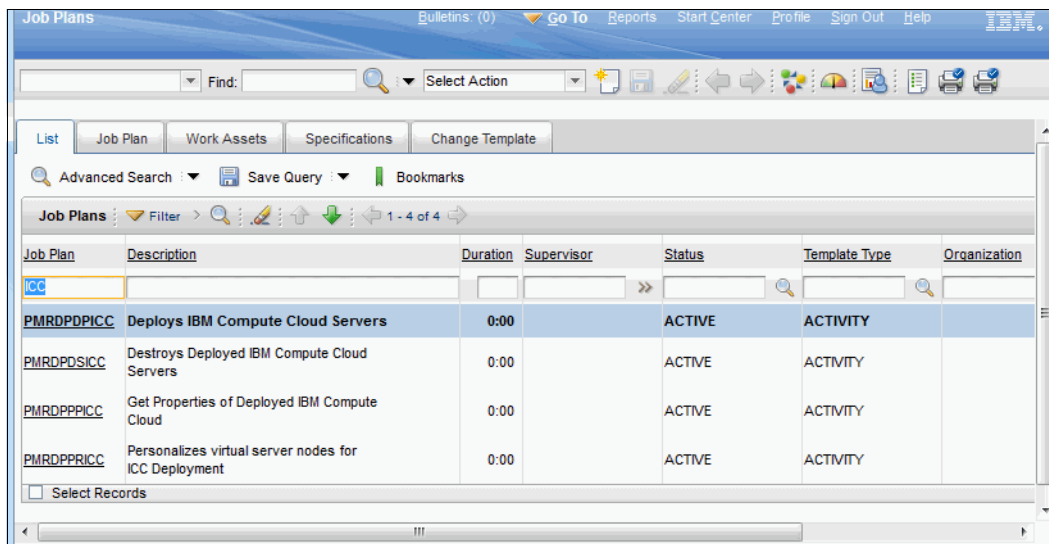 Job Plans Bulletins: (0) Go To Reports Start Center Profile Sign Out Help IBM.
Find: Select Action
List Job Plan Work Assets Specifications Change Template
Advanced Search Save Query Bookmarks
Job Plans Filter 1 - 4 of 4
Job Plan Description Duration Supervisor Status Template Type Organization
ICC
PMRDPDPICC Deploys IBM Compute Cloud Servers 0:00 ACTIVE ACTIVITY
PMRDPDSICC Destroys Deployed IBM Compute Cloud Servers 0:00 ACTIVE ACTIVITY
PMRDPPPICC Get Properties of Deployed IBM Compute Cloud 0:00 ACTIVE ACTIVITY
PMRDPPRICC Personalizes virtual server nodes for ICC Deployment 0:00 ACTIVE ACTIVITY
Select Records